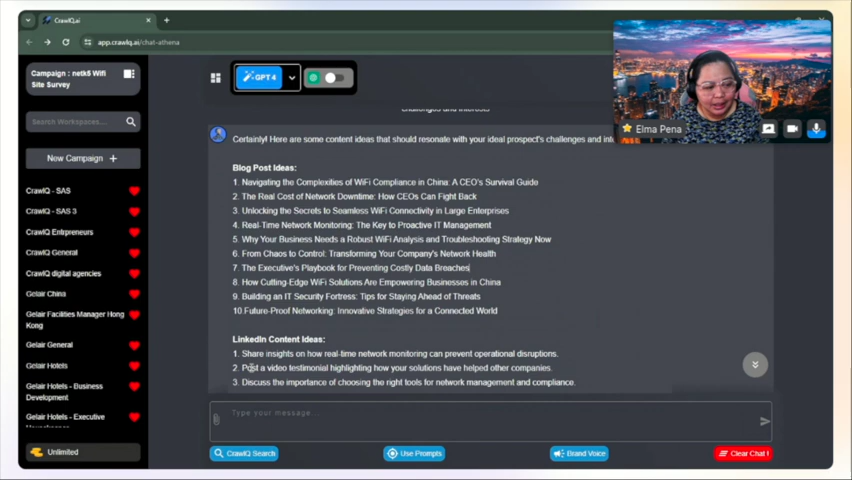 CrawlQ.ai
app.crawlq.ai/chat-athena
Campaign : netk5 Wifi
Site Survey
Search Workspaces...
New Campaign +
CrawlQ - SAS
CrawlQ - SAS 3
CrawlQ Entrpreneurs
CrawlQ General
CrawlQ digital agencies
Gelair China
Gelair Facilities Manager Hong
Kong
Gelair General
Gelair Hotels
Gelair Hotels - Business
Development
Gelair Hotels - Executive
Unlimited
GPT 4
Elma Pena
Challenges and Interests
Certainly! Here are some content ideas that should resonate with your ideal prospect's challenges and
Blog Post Ideas:
1. Navigating the Complexities of WiFi Compliance in China: A CEO's Survival Guide
2. The Real Cost of Network Downtime: How CEOs Can Fight Back
3. Unlocking the Secrets to Seamless WiFi Connectivity in Large Enterprises
4. Real-Time Network Monitoring: The Key to Proactive IT Management
5. Why Your Business Needs a Robust WiFi Analysis and Troubleshooting Strategy Now
6. From Chaos to Control: Transforming Your Company's Network Health
7. The Executive's Playbook for Preventing Costly Data Breaches
8. How Cutting-Edge WiFi Solutions Are Empowering Businesses in China
9. Building an IT Security Fortress: Tips for Staying Ahead of Threats
10. Future-Proof Networking: Innovative Strategies for a Connected World
LinkedIn Content Ideas:
1. Share insights on how real-time network monitoring can prevent operational disruptions.
2. Post a video testimonial highlighting how your solutions have helped other companies.
3. Discuss the importance of choosing the right tools for network management and compliance.
Type your message...
CrawlQ Search
Use Prompts
Brand Voice
Clear Chat !